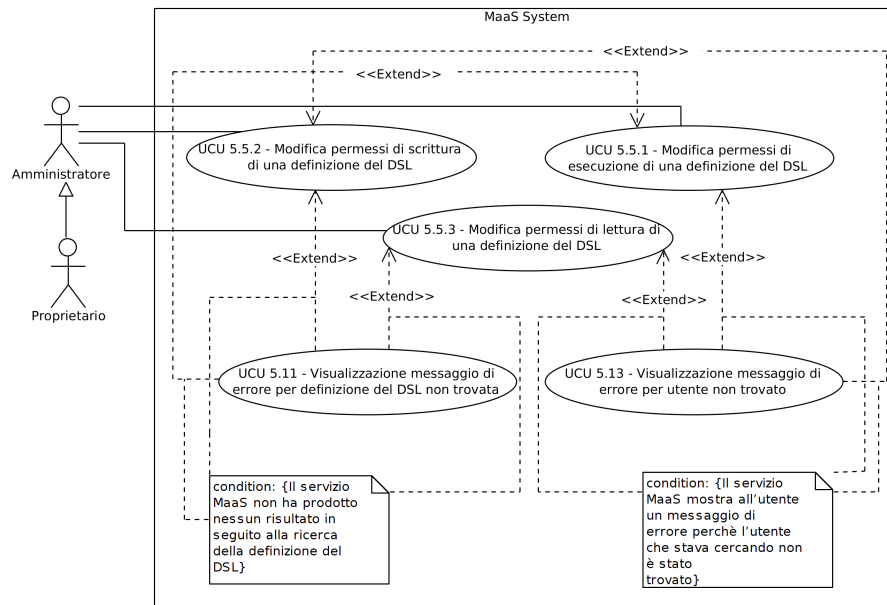 MaaS System
<<Extend>>
<<Extend>>
Amministratore
UCU 5.5.2 - Modifica permessi di scrittura
di una definizione del DSL
UCU 5.5.1 - Modifica permessi di
esecuzione di una definizione del DSL
UCU 5.5.3 - Modifica permessi di lettura di
una definizione del DSL
<<Extend>>
<<Extend>>
<<Extend>>
<<Extend>>
Proprietario
UCU 5.11 - Visualizzazione messaggio di
errore per definizione del DSL non trovata
UCU 5.13 - Visualizzazione messaggio di
errore per utente non trovato
condition: {Il servizio
MaaS non ha prodotto
nessun risultato in
seguito alla ricerca
della definizione del
DSL}
condition: {Il servizio
MaaS mostra all'utente
un messaggio di
errore perchè l'utente
che stava cercando non
è stato
trovato}